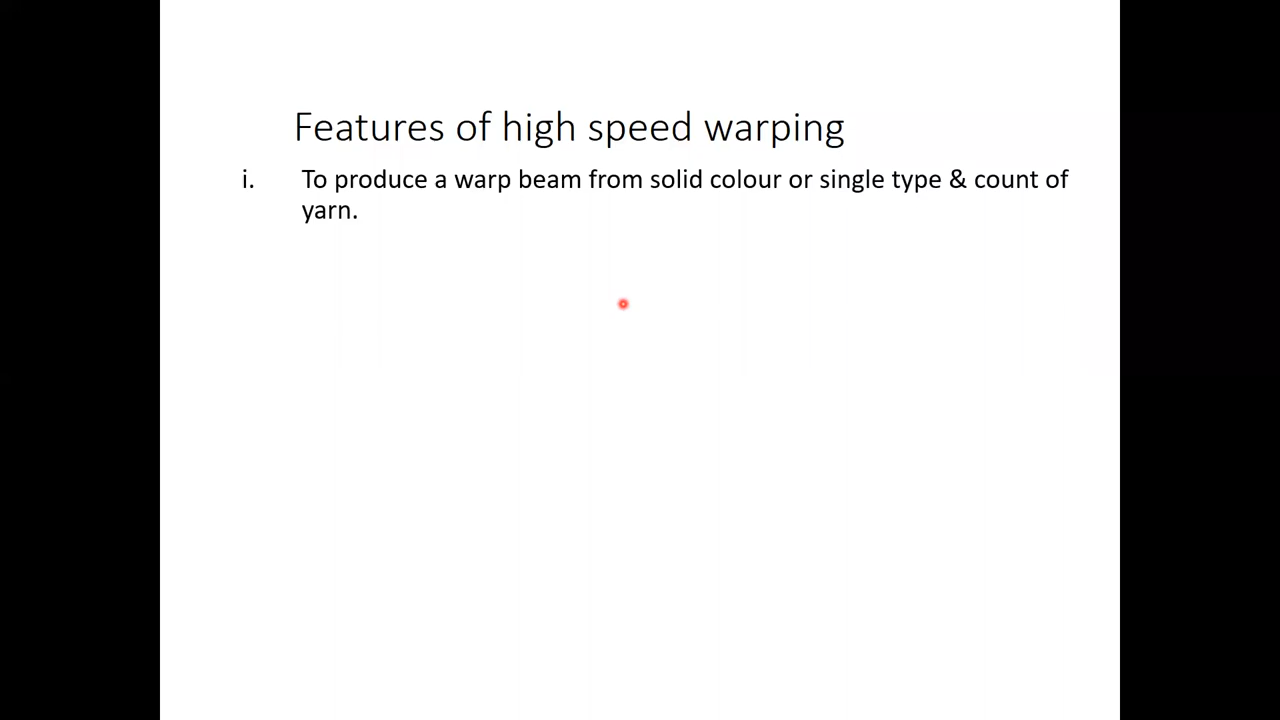 Features of high speed warping
i. To produce a warp beam from solid colour or single type & count of
yarn.